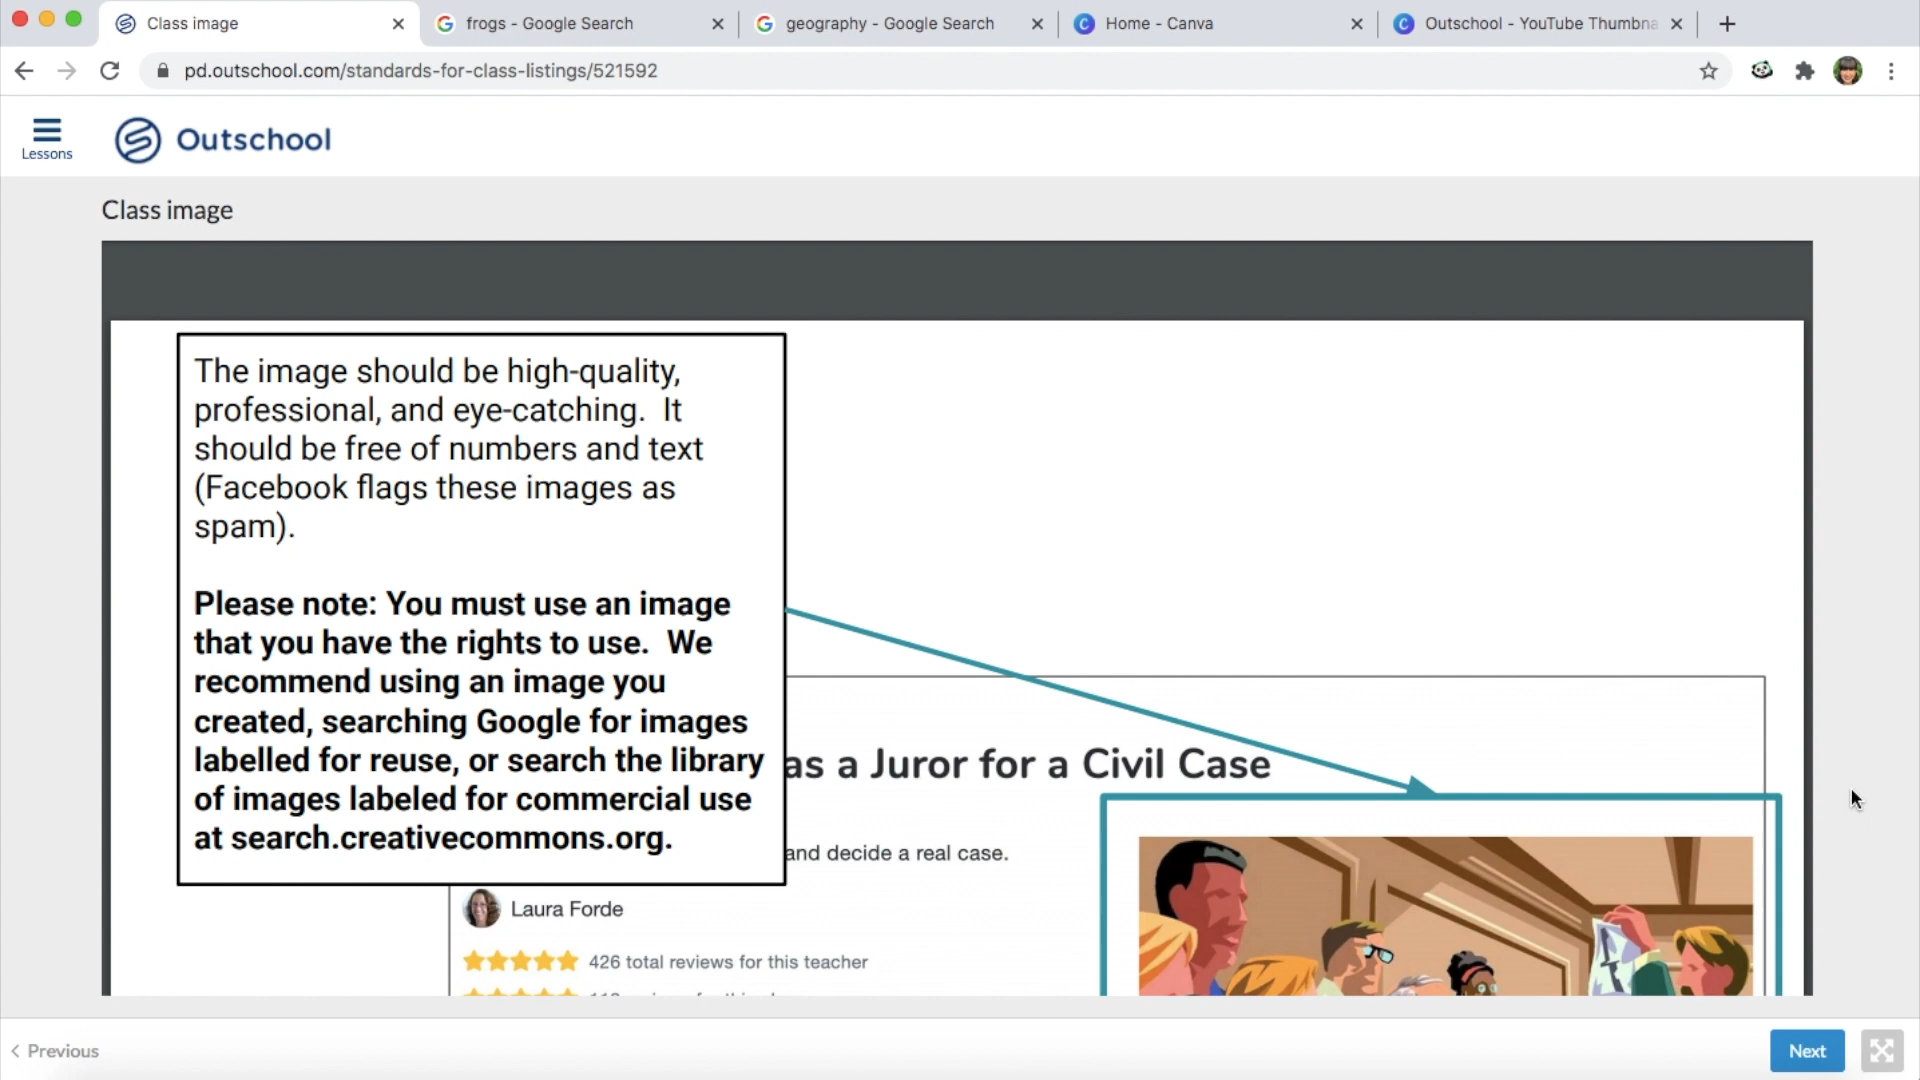 Class image
frogs - Google Search
geography - Google Search
Home - Canva
Outschool - YouTube Thumbna
pd.outschool.com/standards-for-class-listings/521592
Lessons
Outschool
Class image
The image should be high-quality,
professional, and eye-catching.  It
should be free of numbers and text
(Facebook flags these images as
spam).
Please note: You must use an image
that you have the rights to use.  We
recommend using an image you
created, searching Google for images
labelled for reuse, or search the library
of images labeled for commercial use
at search.creativecommons.org.
as a Juror for a Civil Case
and decide a real case.
Laura Forde
426 total reviews for this teacher
Previous
Next